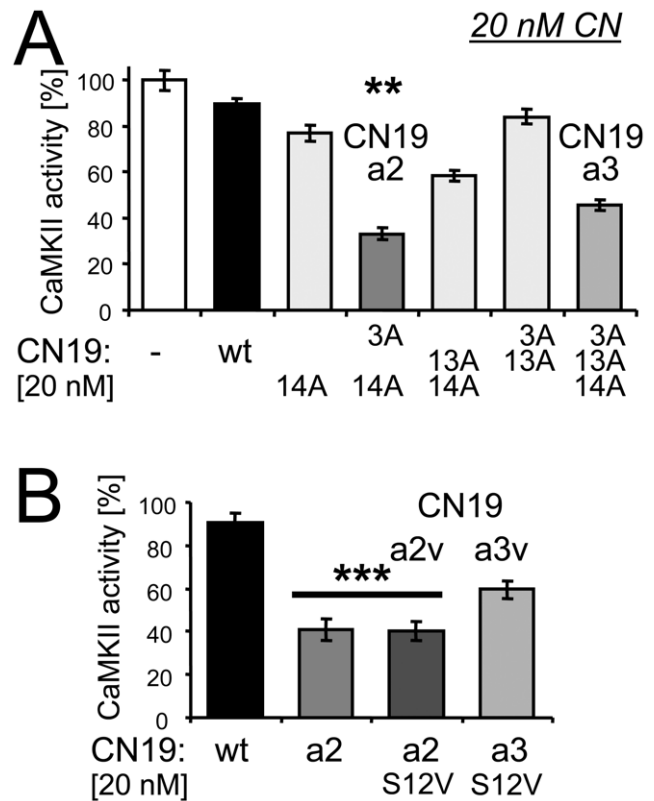 A
20 nM CN
CaMKII activity [%]
100
80
60
40
20
0
**
CN19
a2
CN19
a3
CN19:
[20 nM]
-
wt
14A
3A
14A
13A
14A
3A
13A
3A
13A
14A
B
CaMKII activity [%]
100
80
60
40
20
0
CN19
a2v a3v
***
CN19: wt a2 a2 a3
[20 nM] S12V S12V